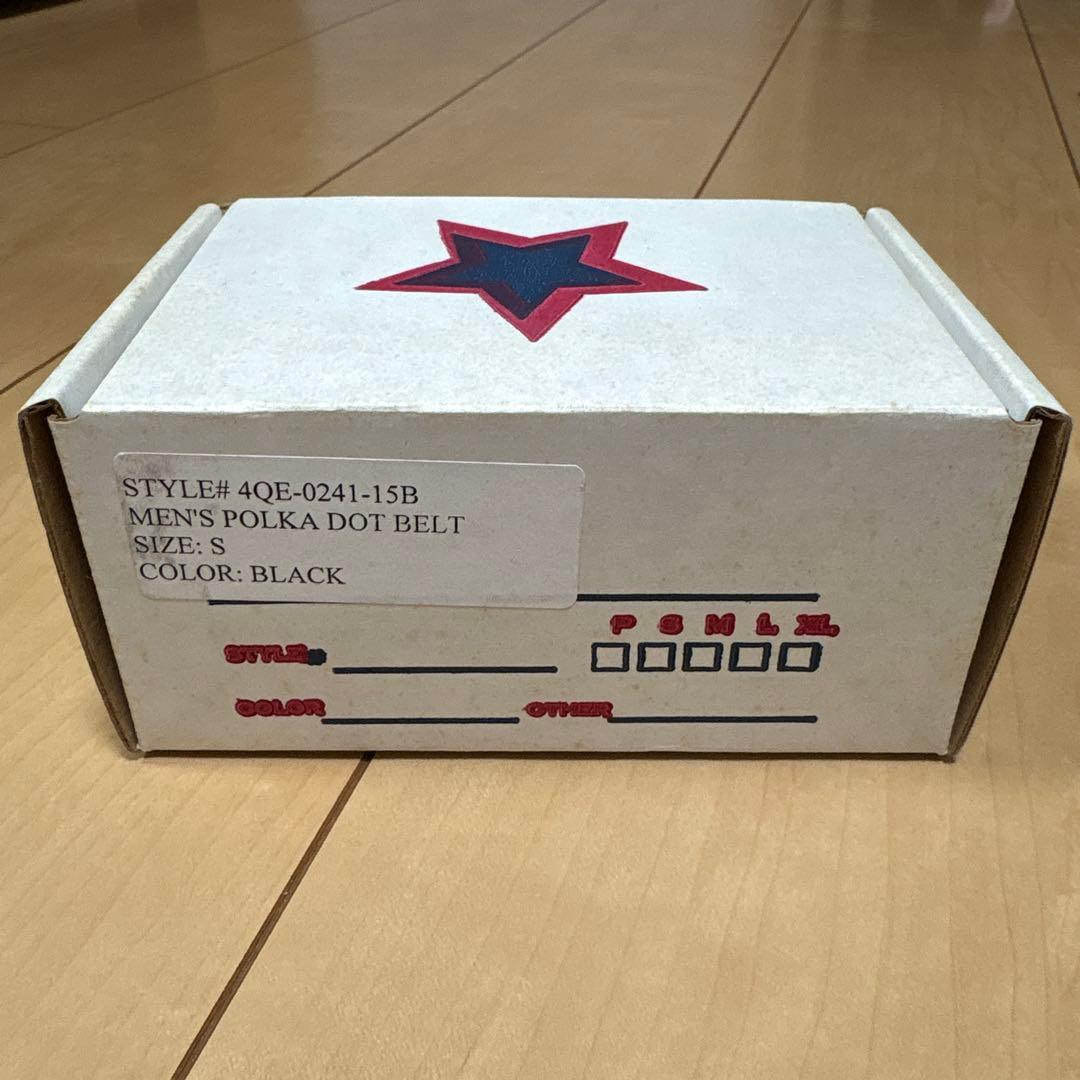 STYLE# 4QE-0241-15B
MEN'S POLKA DOT BELT
SIZE: S
COLOR: BLACK
P S M L XL
STYLE#
COLOR OTHER